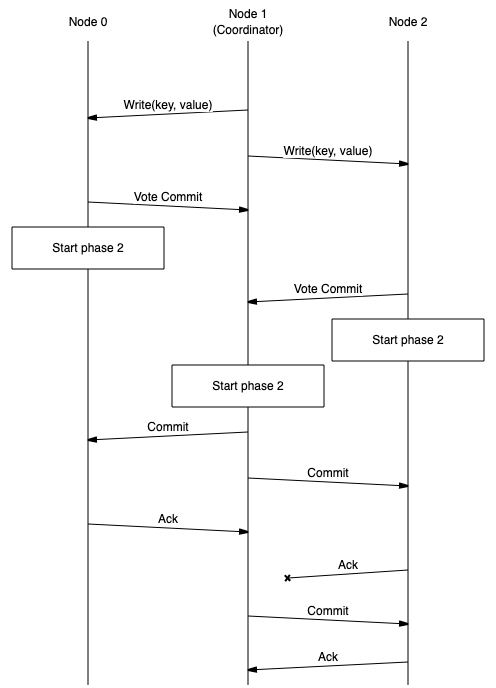 Node 0
Node 1
(Coordinator)
Node 2
Write(key, value)
Write(key, value)
Vote Commit
Start phase 2
Vote Commit
Start phase 2
Start phase 2
Commit
Commit
Ack
Ack
Commit
Ack